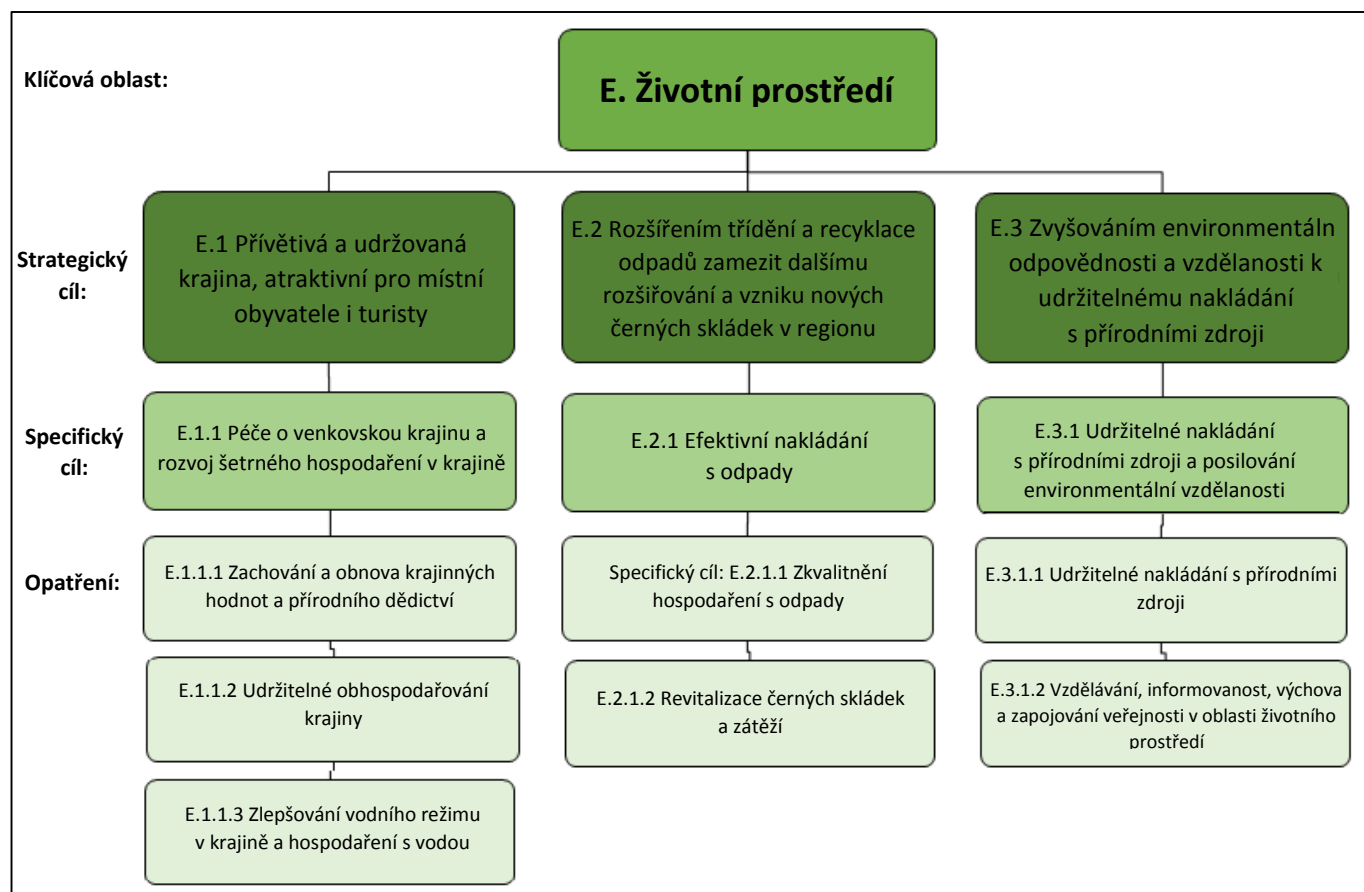 Klíčová oblast:
E. Životní prostředí
Strategický
cíl:
E.1 Přívětivá a udržovaná
krajina, atraktivní pro místní
obyvatele i turisty
E.2 Rozšířením třídění a recyklace
odpadů zamezit dalšímu
rozšiřování a vzniku nových
černých skládek v regionu
E.3 Zvyšováním environmentáln
odpovědnosti a vzdělanosti k
udržitelnému nakládání
s přírodními zdroji
Specifický
cíl:
E.1.1 Péče o venkovskou krajinu a
rozvoj šetrného hospodaření v krajině
E.2.1 Efektivní nakládání
s odpady
E.3.1 Udržitelné nakládání
s přírodními zdroji a posilování
environmentální vzdělanosti
Opatření:
E.1.1.1 Zachování a obnova krajinných
hodnot a přírodního dědictví
Specifický cíl: E.2.1.1 Zkvalitnění
hospodaření s odpady
E.3.1.1 Udržitelné nakládání s přírodními
zdroji
E.1.1.2 Udržitelné obhospodařování
krajiny
E.2.1.2 Revitalizace černých skládek
a zátěží
E.3.1.2 Vzdělávání, informovanost, výchova
a zapojování veřejnosti v oblasti životního
prostředí
E.1.1.3 Zlepšování vodního režimu
v krajině a hospodaření s vodou